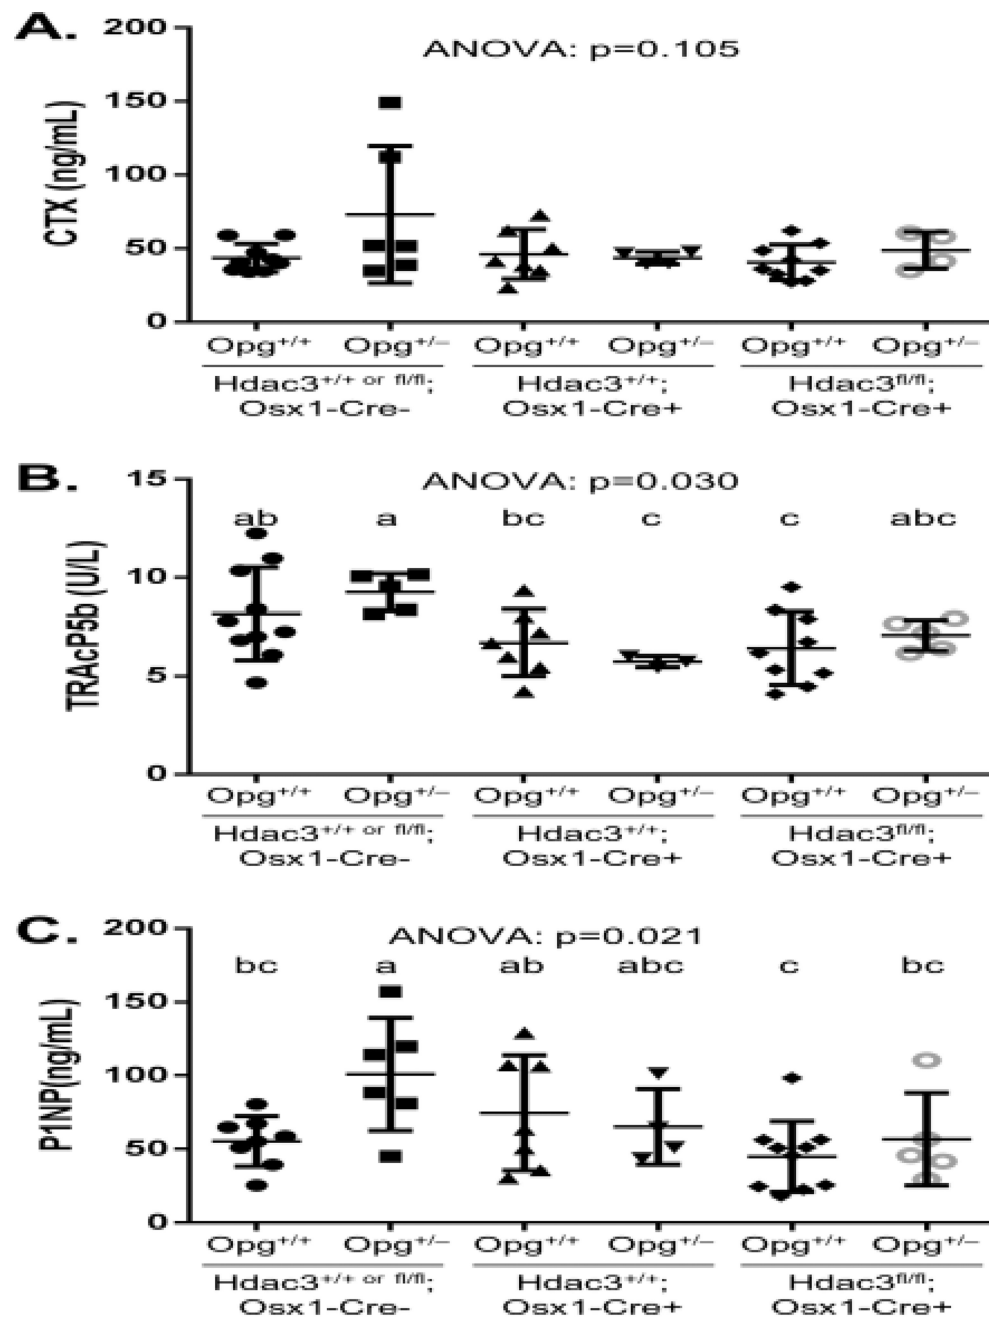 A.
200
ANOVA: p=0.105
150
100
50
0
CTX (ng/mL)
Opg+/+ Opg+/– Opg+/+ Opg+/– Opg+/+ Opg+/–
Hdac3+/+ or fl/fl; Hdac3+/+; Hdac3fl/fl;
Osx1-Cre- Osx1-Cre+ Osx1-Cre+
B.
15
ANOVA: p=0.030
ab a bc c c abc
10
5
0
TRAcP5b (U/L)
Opg+/+ Opg+/– Opg+/+ Opg+/– Opg+/+ Opg+/–
Hdac3+/+ or fl/fl; Hdac3+/+; Hdac3fl/fl;
Osx1-Cre- Osx1-Cre+ Osx1-Cre+
C.
200
ANOVA: p=0.021
bc a ab abc c bc
150
100
50
0
P1NP(ng/mL)
Opg+/+ Opg+/– Opg+/+ Opg+/– Opg+/+ Opg+/–
Hdac3+/+ or fl/fl; Hdac3+/+; Hdac3fl/fl;
Osx1-Cre- Osx1-Cre+ Osx1-Cre+